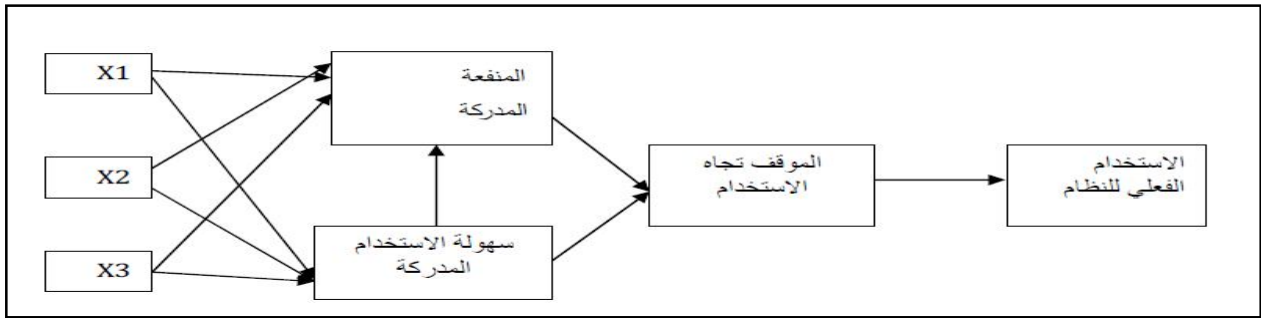 X1
X2
X3
المنفعة
المدركة
سهولة الاستخدام
المدركة
الموقف تجاه
الاستخدام
الاستخدام
الفعلي للنظام